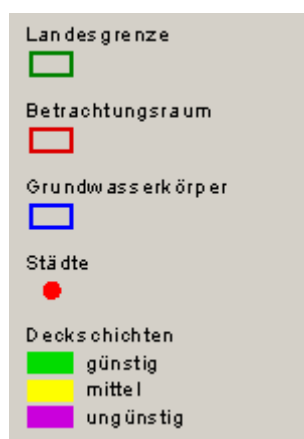 Landesgrenze
Betrachtungsraum
Grundwasserkörper
Städte
Deckschichten
günstig
mittel
ungünstig